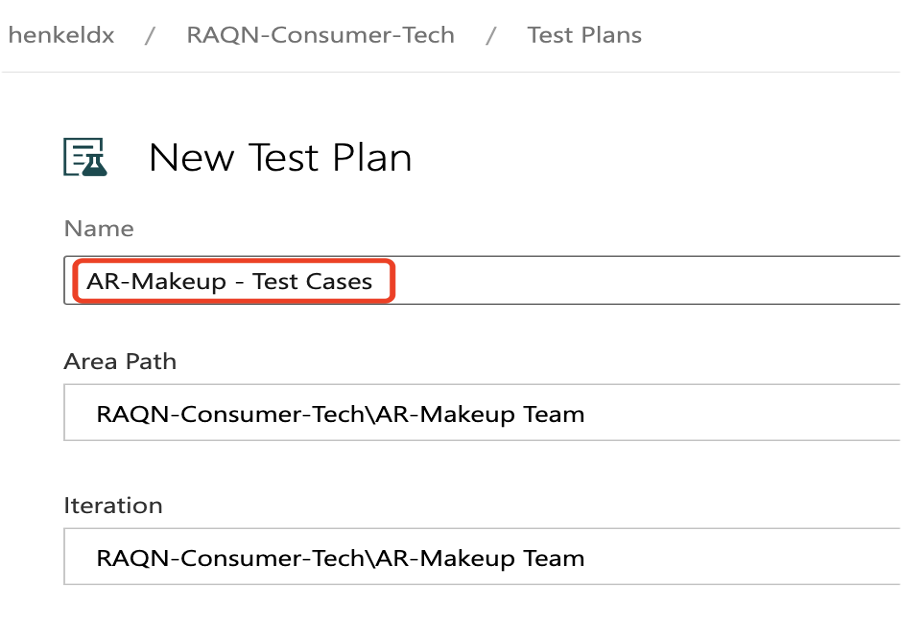 henkeldx / RAQN-Consumer-Tech / Test Plans
New Test Plan
Name
AR-Makeup - Test Cases
Area Path
RAQN-Consumer-Tech\AR-Makeup Team
Iteration
RAQN-Consumer-Tech\AR-Makeup Team